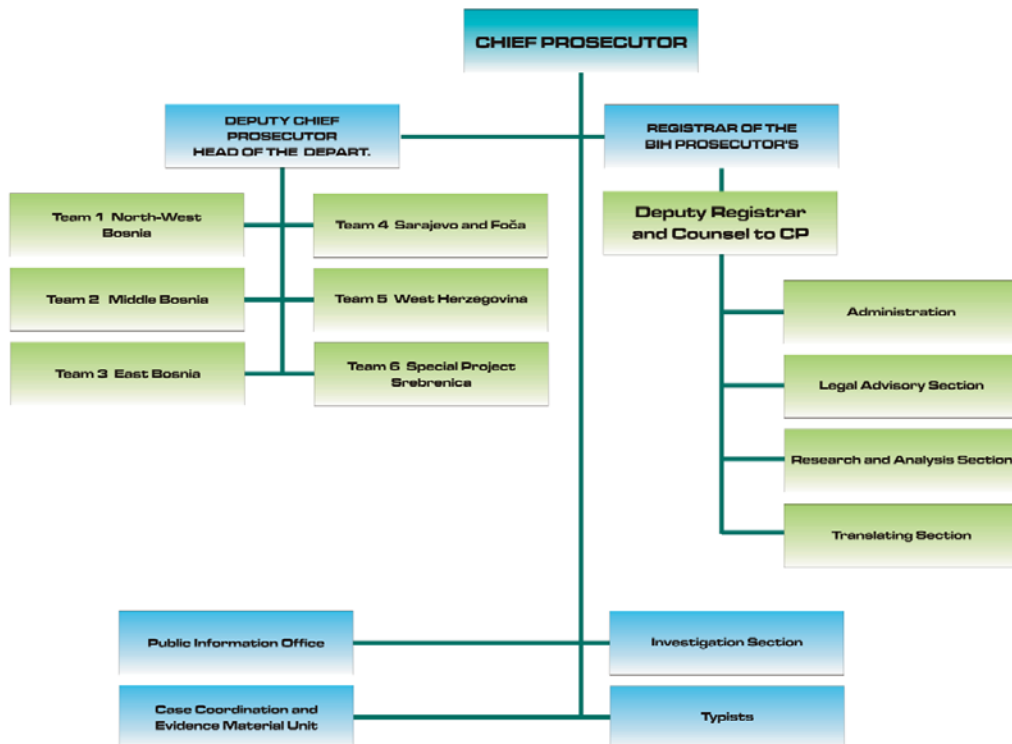 CHIEF PROSECUTOR
DEPUTY CHIEF
PROSECUTOR
HEAD OF THE DEPART.
REGISTRAR OF THE
BIH PROSECUTOR'S
Team 1 North-West
Bosnia
Team 4 Sarajevo and Foča
Deputy Registrar
and Counsel to CP
Team 2 Middle Bosnia
Team 5 West Herzegovina
Team 3 East Bosnia
Team 6 Special Project
Srebrenica
Administration
Legal Advisory Section
Research and Analysis Section
Translating Section
Public Information Office
Investigation Section
Case Coordination and
Evidence Material Unit
Typists